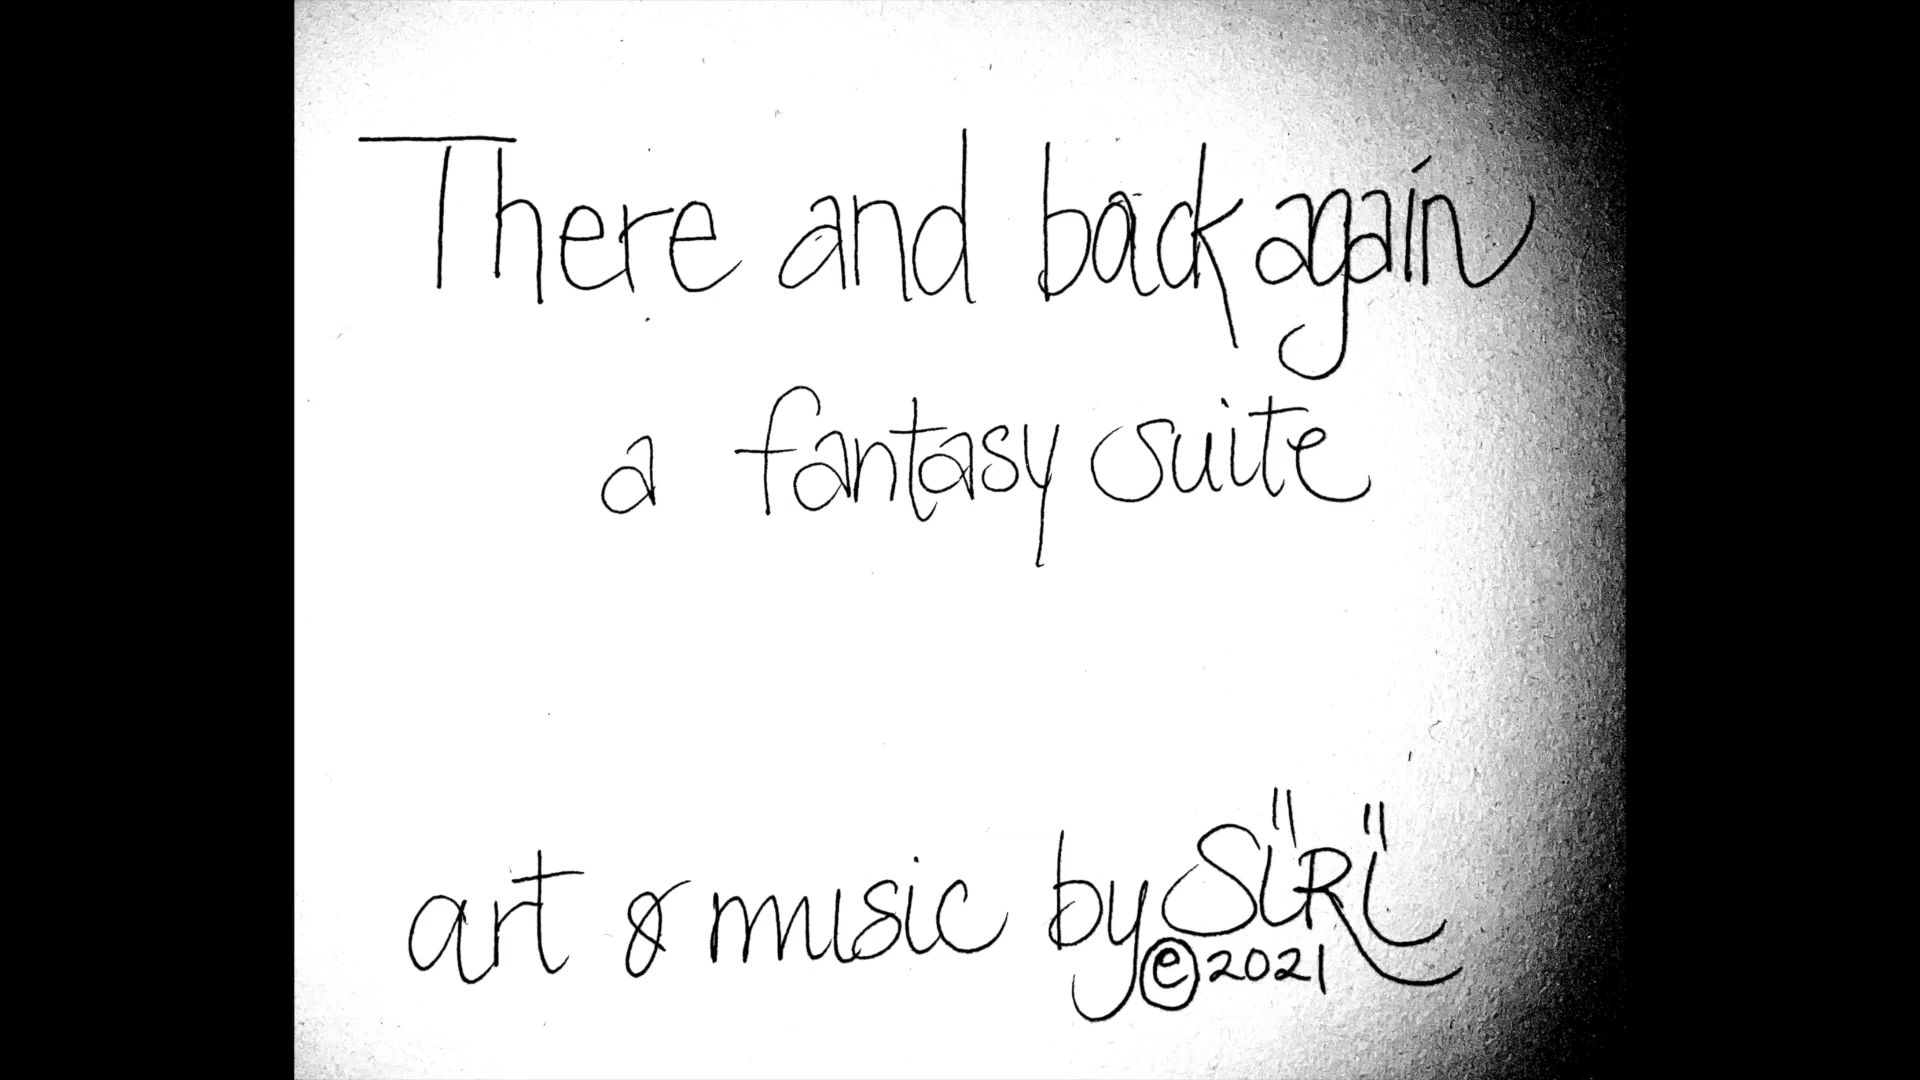 There and back again
a fantasy suite
art & music by SiRi
©2021